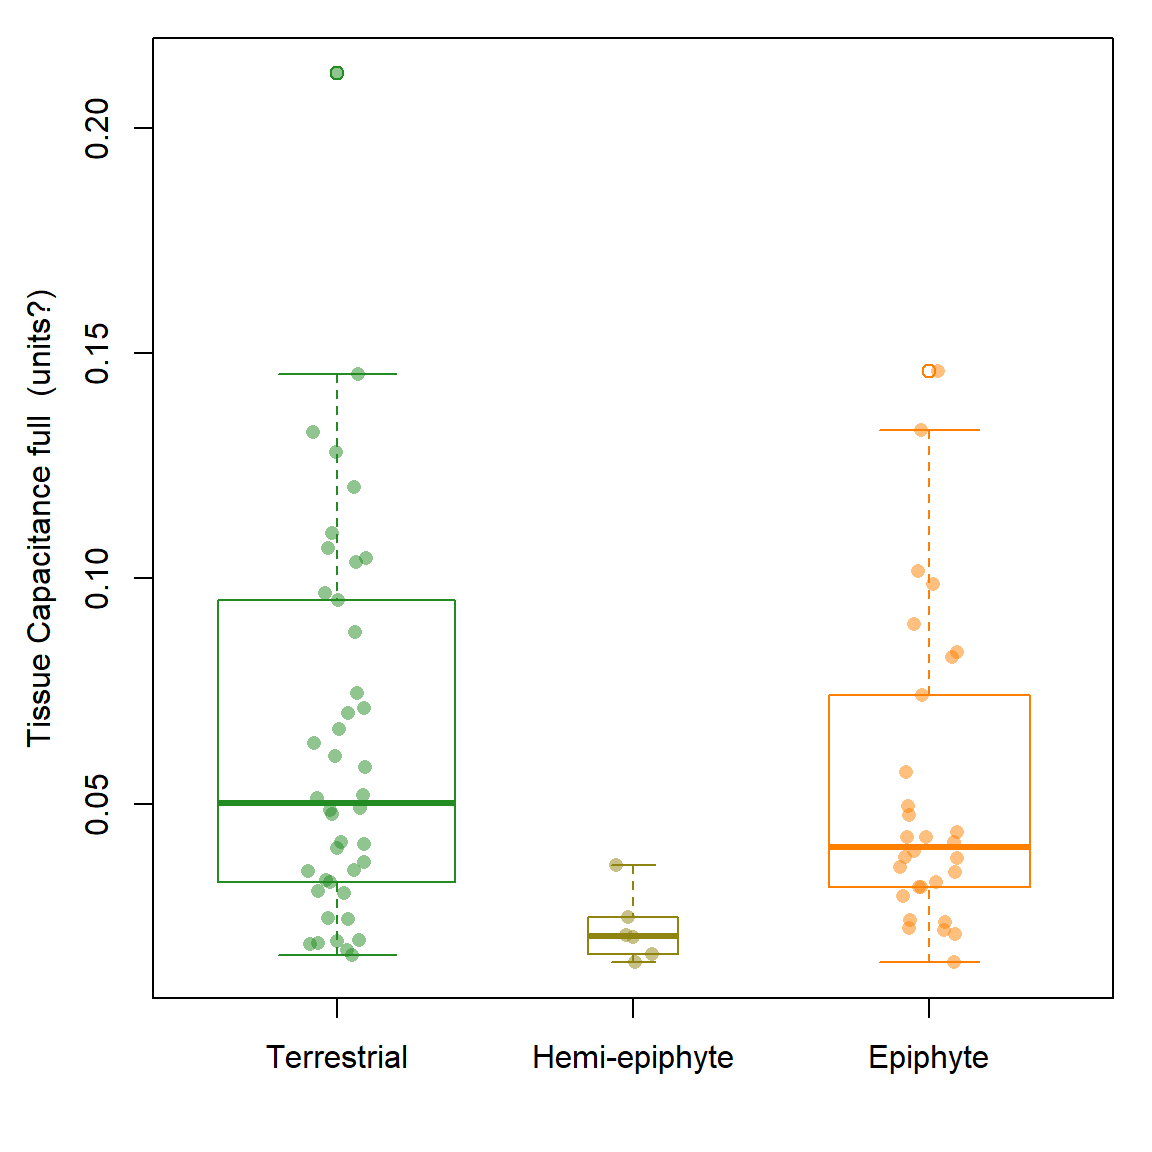 Tissue Capacitance full  (units?)
0.20
0.15
0.10
0.05
Terrestrial
Hemi-epiphyte
Epiphyte